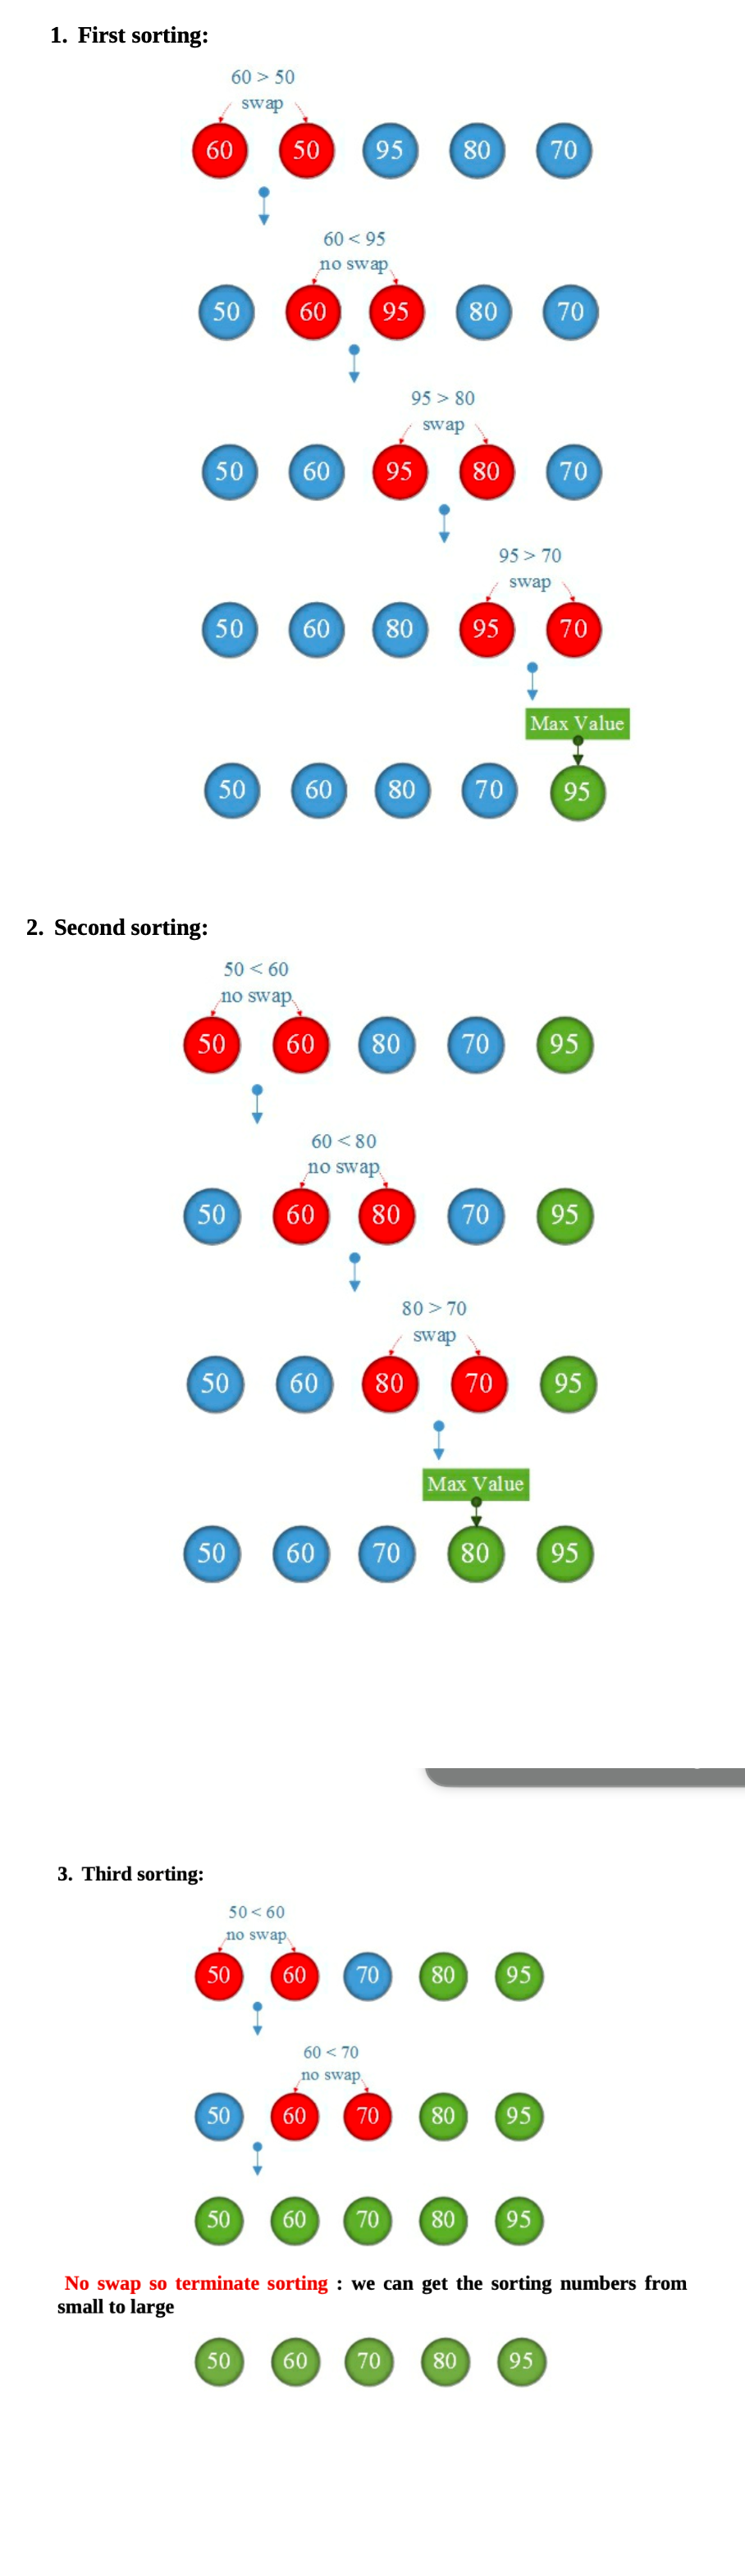 1. First sorting:
60 > 50
swap
60 50 95 80 70
60 < 95
no swap
50 60 95 80 70
95 > 80
swap
50 60 95 80 70
95 > 70
swap
50 60 80 95 70
Max Value
50 60 80 70 95
2. Second sorting:
50 < 60
no swap
50 60 80 70 95
60 < 80
no swap
50 60 80 70 95
80 > 70
swap
50 60 80 70 95
Max Value
50 60 70 80 95
3. Third sorting:
50 < 60
no swap
50 60 70 80 95
60 < 70
no swap
50 60 70 80 95
50 60 70 80 95
No swap so terminate sorting : we can get the sorting numbers from
small to large
50 60 70 80 95